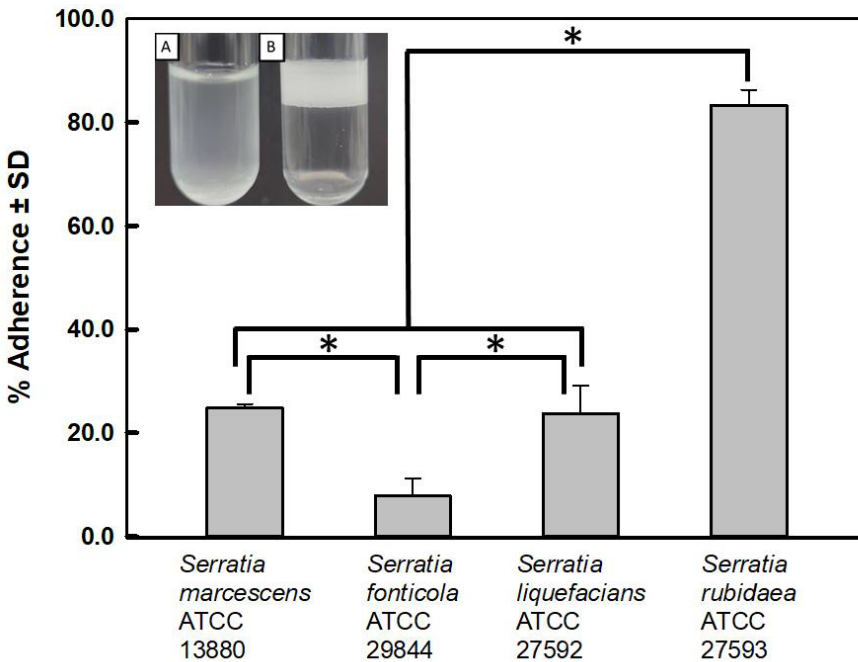 % Adherence ± SD
100.0
80.0
60.0
40.0
20.0
0.0
A
B
*
*
*
Serratia
marcescens
ATCC
13880
Serratia
fonticola
ATCC
29844
Serratia
liquefacians
ATCC
27592
Serratia
rubidaea
ATCC
27593